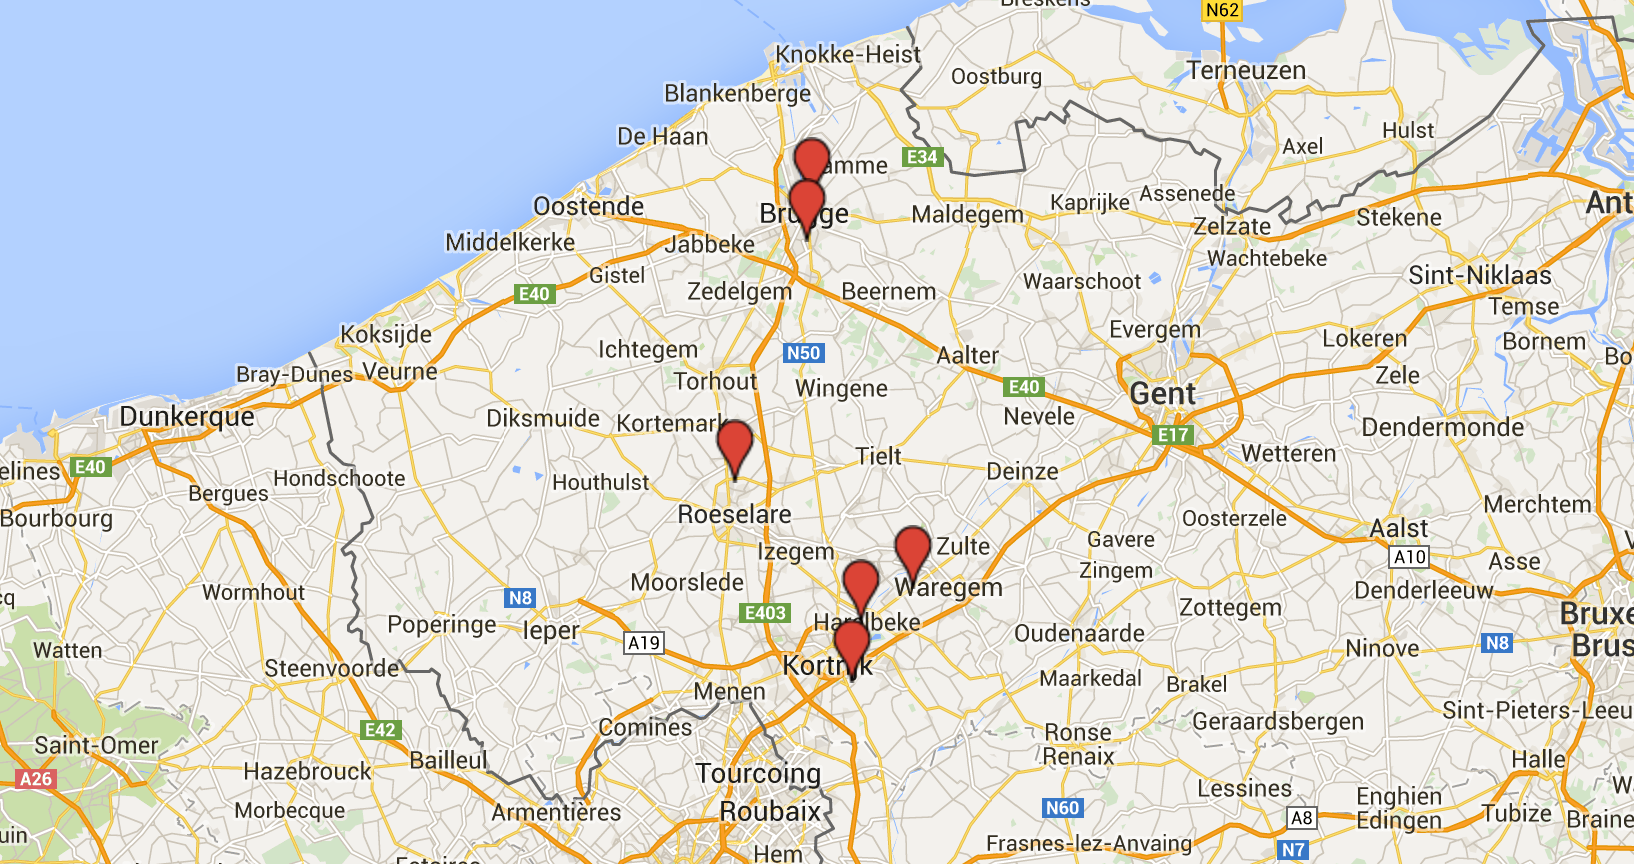 Breskens
N62
Knokke-Heist
Oostburg
Terneuzen
Blankenberge
De Haan
Hulst
Axel
E34
amme
Assenede
Kaprijke
Oostende
Brugge
Maldegem
Stekene
Ant
Zelzate
Middelkerke
Jabbeke
Wachtebeke
Gistel
Waarschoot
Sint-Niklaas
E40
Zedelgem
Beernem
Temse
Koksijde
Evergem
Lokeren
Bornem
Ichtegem
N50
Aalter
Bo
Bray-Dunes
Veurne
Torhout
Wingene
E40
Gent
Zele
Dunkerque
Diksmuide
Kortemark
Nevele
Dendermonde
E17
elines
E40
Hondschoote
Houthulst
Tielt
Deinze
Wetteren
Bergues
Merchtem
Bourbourg
Roeselare
Oosterzele
Aalst
Izegem
Zulte
Gavere
A10
Asse
V
Wormhout
Moorslede
Waregem
Zingem
Denderleeuw
cq
N8
E403
Zottegem
Bruxe
Brus
Poperinge
Ieper
A19
Harelbeke
Oudenaarde
Ninove
N8
Watten
Steenvoorde
Kortrijk
Menen
Maarkedal
Brakel
E42
Comines
Geraardsbergen
Sint-Pieters-Leeu
Saint-Omer
Bailleul
Ronse
Renaix
Halle
A26
Hazebrouck
Tourcoing
Lessines
W
Morbecque
Armentières
Roubaix
N60
A8
Enghien
Edingen
Tubize
Braine
uin
Hem
Frasnes-lez-Anvaing
N7